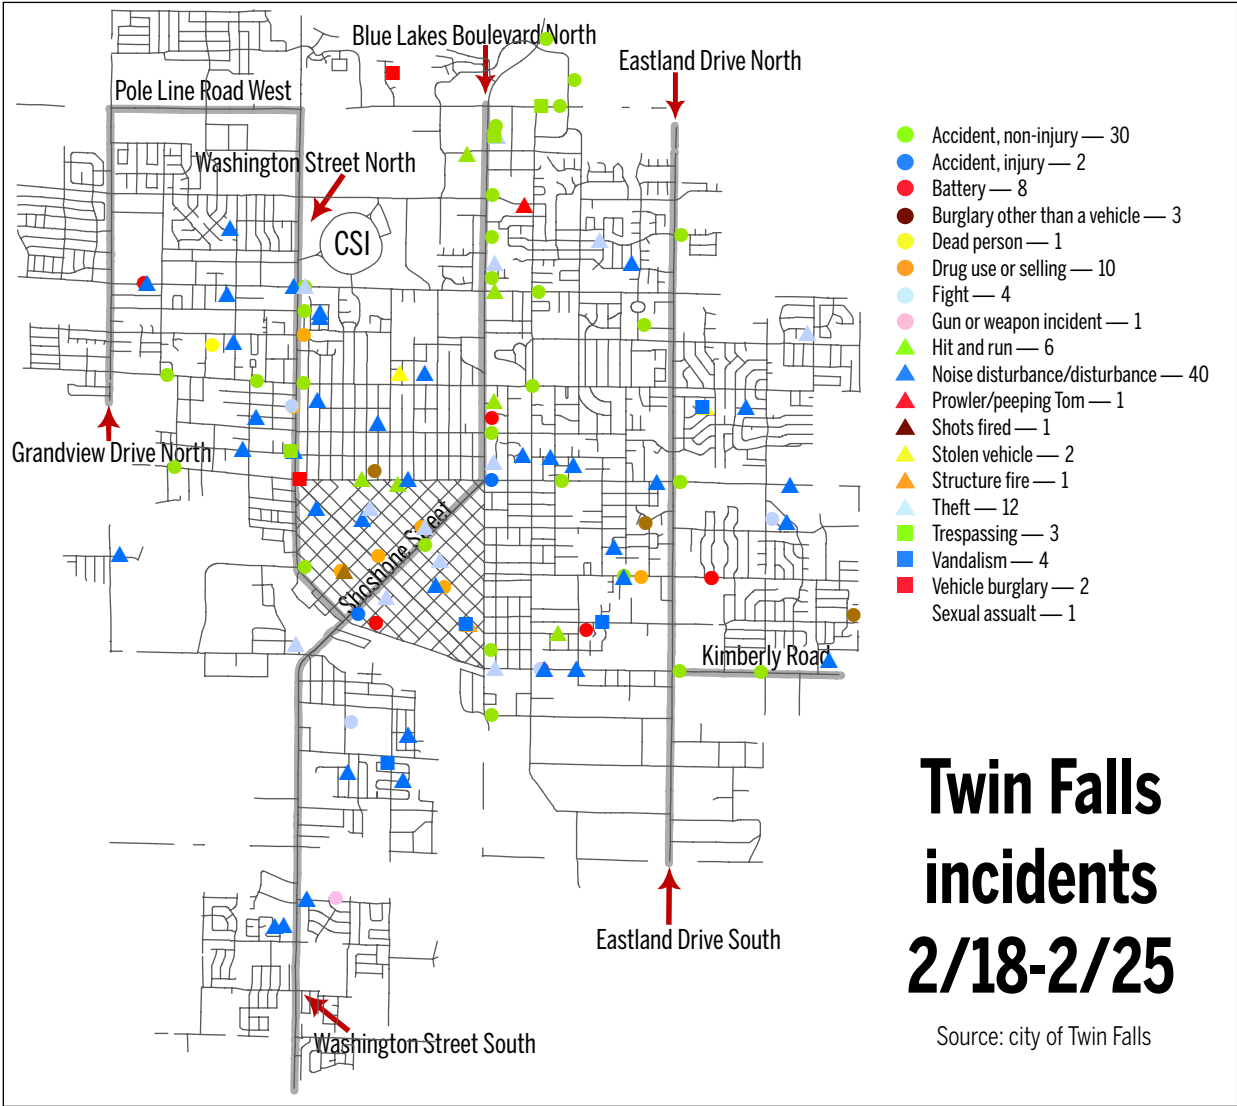 Blue Lakes Boulevard North
Eastland Drive North
Pole Line Road West
Washington Street North
CSI
Grandview Drive North
Shoshone Street
Kimberly Road
Eastland Drive South
Washington Street South
Accident, non-injury — 30
Accident, injury — 2
Battery — 8
Burglary other than a vehicle — 3
Dead person — 1
Drug use or selling — 10
Fight — 4
Gun or weapon incident — 1
Hit and run — 6
Noise disturbance/disturbance — 40
Prowler/peeping Tom — 1
Shots fired — 1
Stolen vehicle — 2
Structure fire — 1
Theft — 12
Trespassing — 3
Vandalism — 4
Vehicle burglary — 2
Sexual assualt — 1
Twin Falls
incidents
2/18-2/25
Source: city of Twin Falls